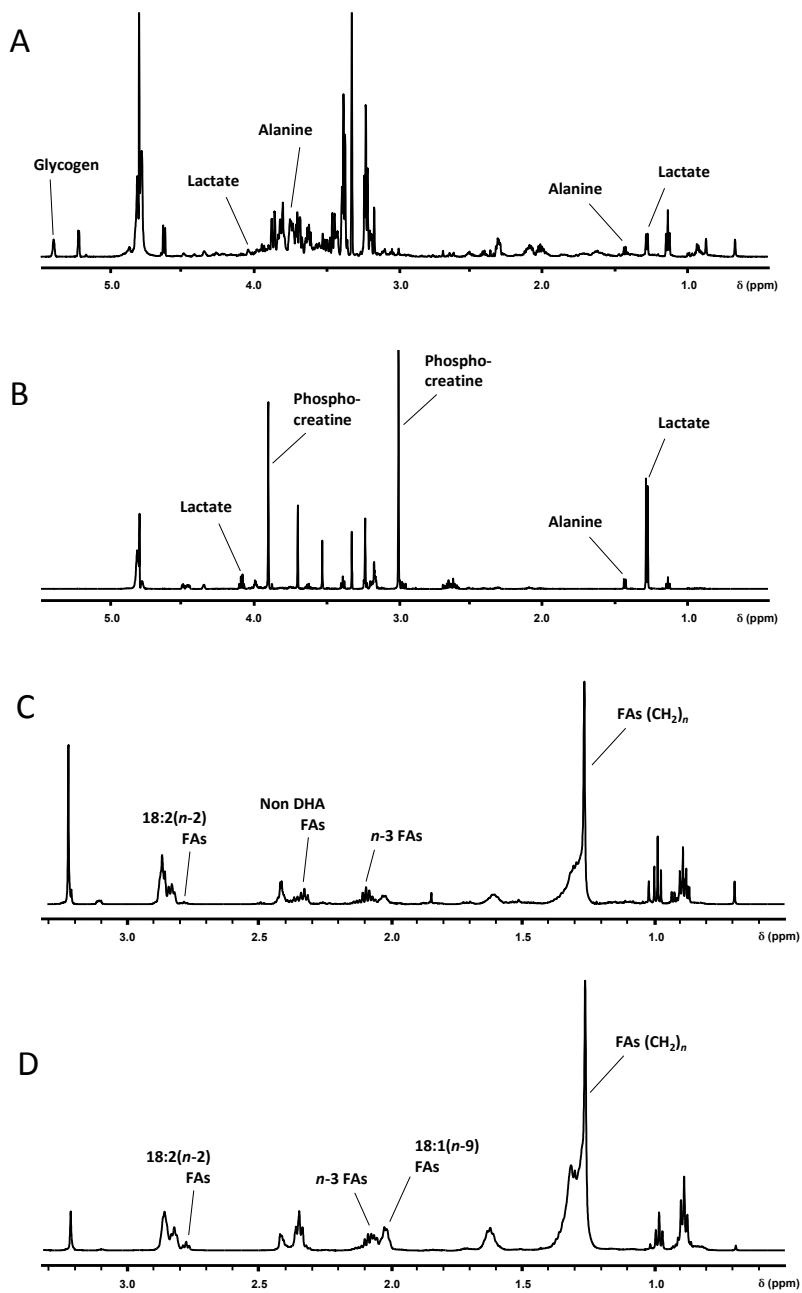 A
Glycogen
Lactate
Alanine
Alanine
Lactate
5.0 4.0 3.0 2.0 1.0 δ (ppm)
B
Phospho-
creatine
Phospho-
creatine
Lactate
Alanine
Lactate
5.0 4.0 3.0 2.0 1.0 δ (ppm)
C
18:2(n-2)
FAs
Non DHA
FAs
n-3 FAs
FAs (CH₂)ₙ
3.0 2.5 2.0 1.5 1.0 δ (ppm)
D
18:2(n-2)
FAs
n-3 FAs
18:1(n-9)
FAs
FAs (CH₂)ₙ
3.0 2.5 2.0 1.5 1.0 δ (ppm)